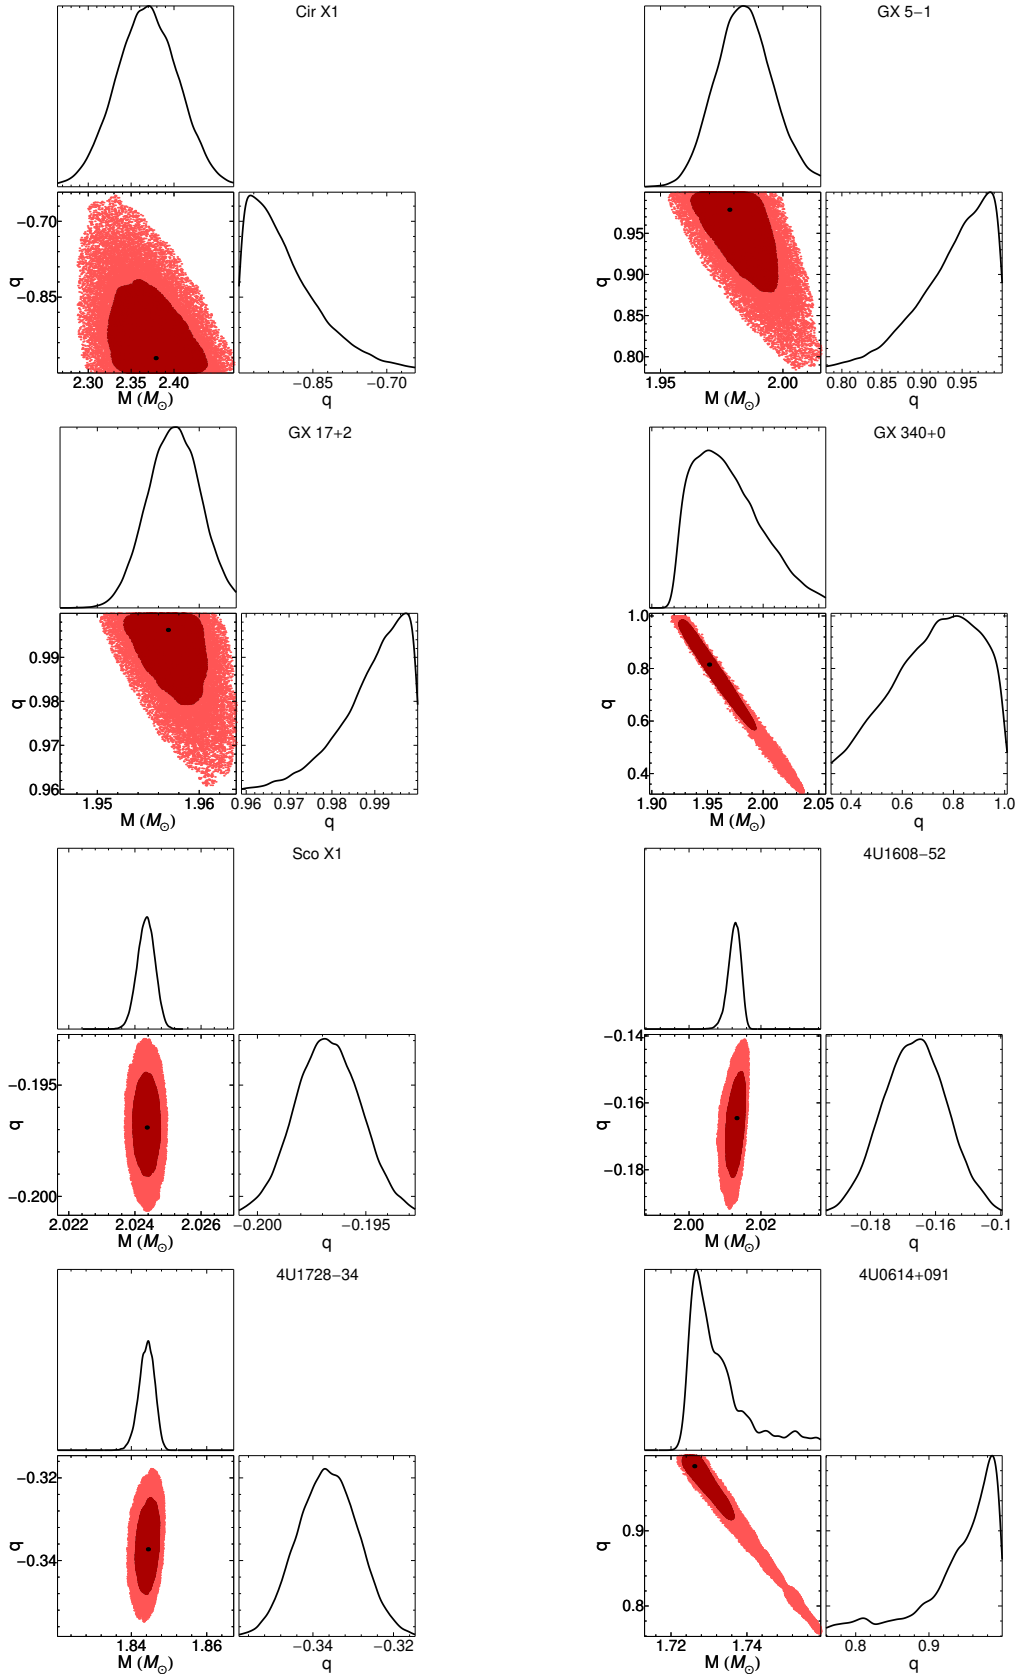 Cir X1
GX 5−1
−0.70
−0.85
q
2.30 2.35 2.40
M (M⊙)
−0.85 −0.70
q
0.95
0.90
0.85
0.80
q
1.95 2.00
M (M⊙)
0.80 0.85 0.90 0.95
q
GX 17+2
GX 340+0
0.99
0.98
0.97
0.96
q
1.95 1.96
M (M⊙)
0.96 0.97 0.98 0.99
q
1.0
0.8
0.6
0.4
q
1.90 1.95 2.00 2.05
M (M⊙)
0.4 0.6 0.8 1.0
q
Sco X1
4U1608−52
−0.195
−0.200
q
2.022 2.024 2.026
M (M⊙)
−0.200 −0.195
q
−0.14
−0.16
−0.18
q
2.00 2.02
M (M⊙)
−0.18 −0.16 −0.1
q
4U1728−34
4U0614+091
−0.32
−0.34
q
1.84 1.86
M (M⊙)
−0.34 −0.32
q
0.9
0.8
q
1.72 1.74
M (M⊙)
0.8 0.9
q